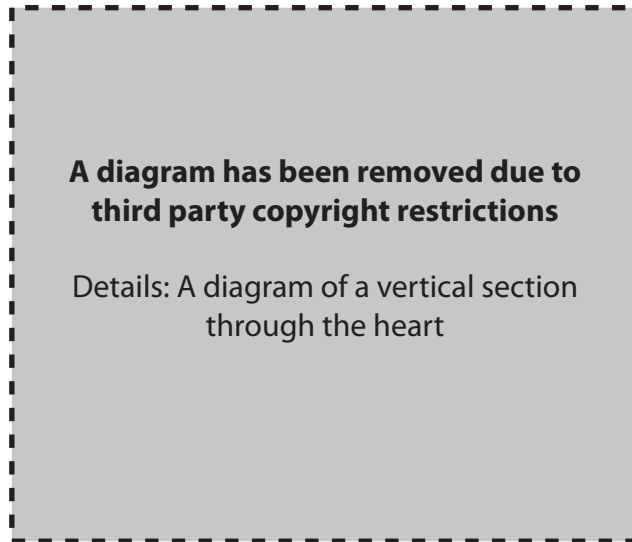 A diagram has been removed due to
third party copyright restrictions
Details: A diagram of a vertical section
through the heart